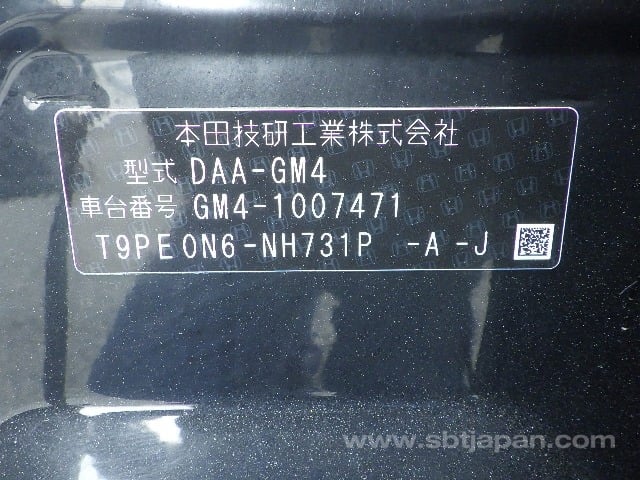 本田技研工業株式会社
型式 DAA-GM4
車台番号 GM4-1007471
T9PE0N6-NH731P -A -J
www.sbtjapan.com